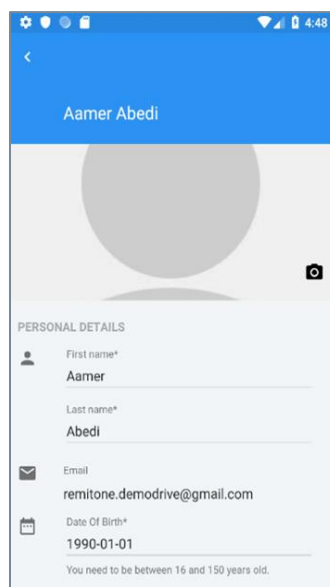 4:48
Aamer Abedi
PERSONAL DETAILS
First name*
Aamer
Last name*
Abedi
Email
remitone.demodrive@gmail.com
Date Of Birth*
1990-01-01
You need to be between 16 and 150 years old.